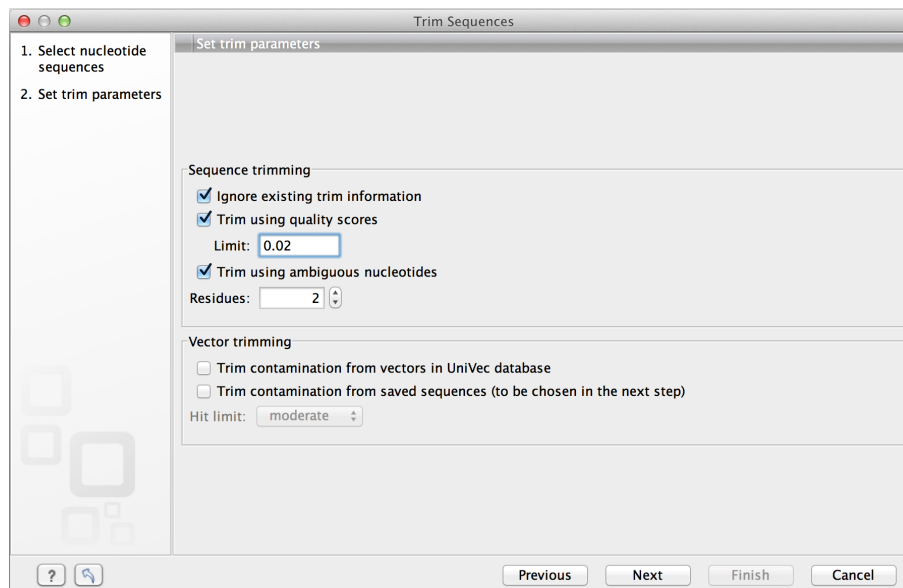 Trim Sequences
1. Select nucleotide
sequences
2. Set trim parameters
Set trim parameters
Sequence trimming
Ignore existing trim information
Trim using quality scores
Limit: 0.02
Trim using ambiguous nucleotides
Residues: 2
Vector trimming
Trim contamination from vectors in UniVec database
Trim contamination from saved sequences (to be chosen in the next step)
Hit limit: moderate
? Previous Next Finish Cancel